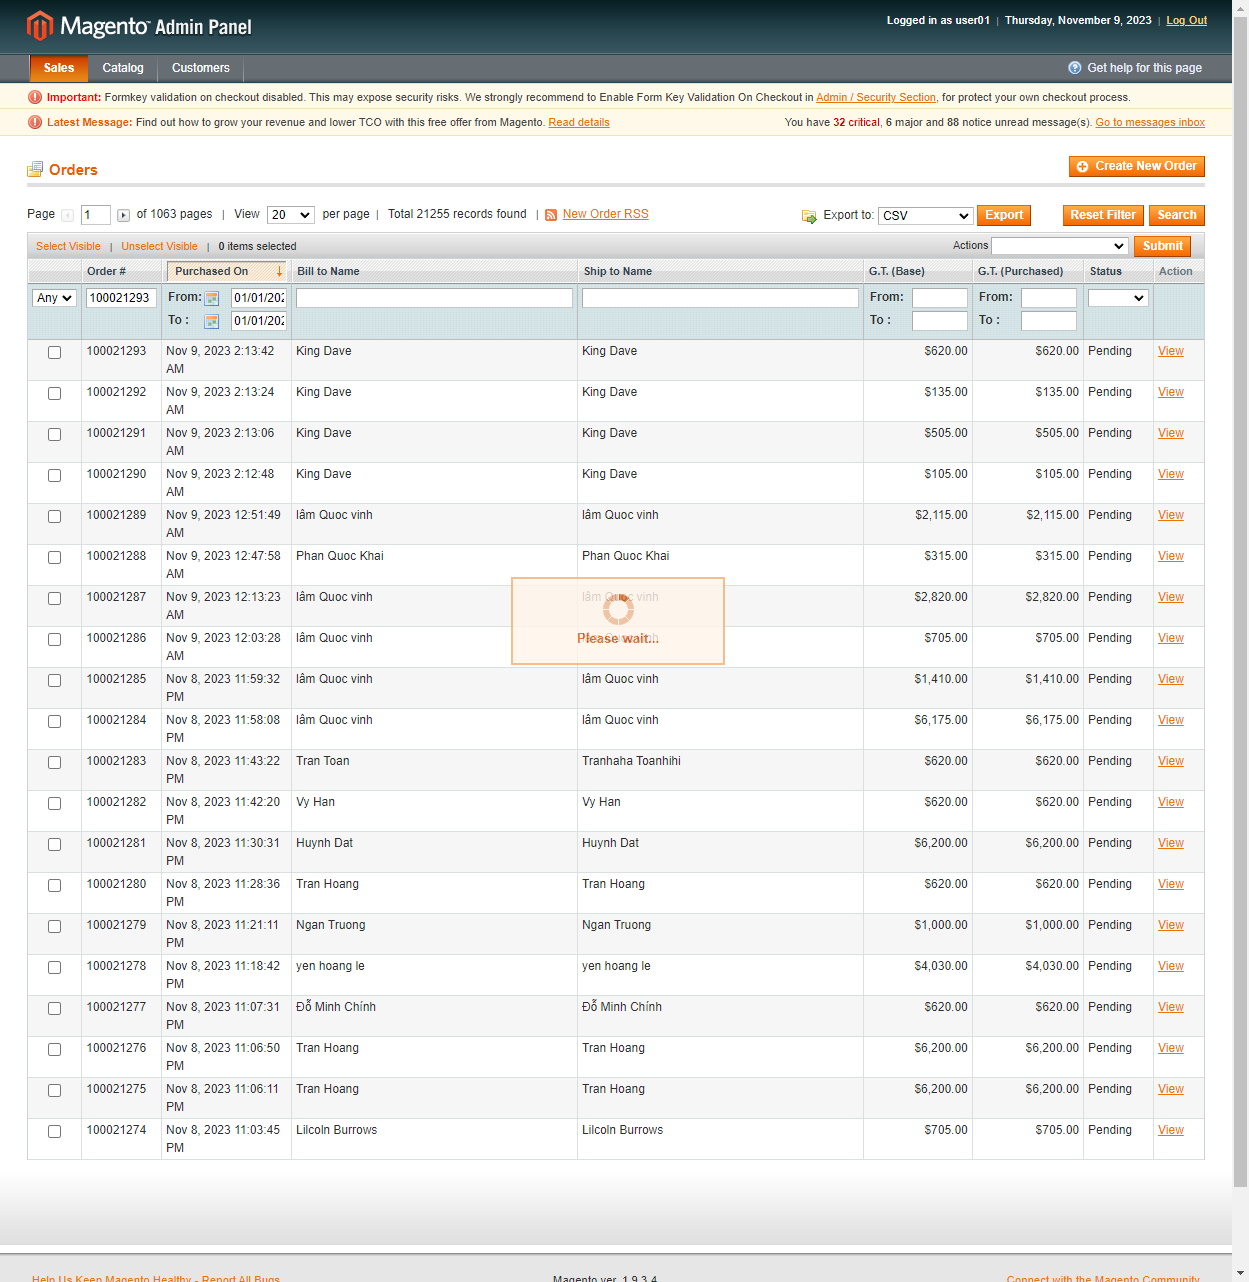 Magento Admin Panel
Logged in as user01 | Thursday, November 9, 2023 | Log Out
Sales Catalog Customers Get help for this page
Important: Formkey validation on checkout disabled. This may expose security risks. We strongly recommend to Enable Form Key Validation On Checkout in Admin / Security Section, for protect your own checkout process.
Latest Message: Find out how to grow your revenue and lower TCO with this free offer from Magento. Read details You have 32 critical, 6 major and 88 notice unread message(s). Go to messages inbox
Orders Create New Order
Page 1 of 1063 pages | View 20 per page | Total 21255 records found | New Order RSS Export to: CSV Export Reset Filter Search
Select Visible | Unselect Visible | 0 items selected Actions Submit
Order # Purchased On Bill to Name Ship to Name G.T. (Base) G.T. (Purchased) Status Action
Any 100021293 From: 01/01/202 From: From:
To : 01/01/202 To : To :
100021293 Nov 9, 2023 2:13:42 AM King Dave King Dave $620.00 $620.00 Pending View
100021292 Nov 9, 2023 2:13:24 AM King Dave King Dave $135.00 $135.00 Pending View
100021291 Nov 9, 2023 2:13:06 AM King Dave King Dave $505.00 $505.00 Pending View
100021290 Nov 9, 2023 2:12:48 AM King Dave King Dave $105.00 $105.00 Pending View
100021289 Nov 9, 2023 12:51:49 AM lâm Quoc vinh lâm Quoc vinh $2,115.00 $2,115.00 Pending View
100021288 Nov 9, 2023 12:47:58 AM Phan Quoc Khai Phan Quoc Khai $315.00 $315.00 Pending View
100021287 Nov 9, 2023 12:13:23 AM lâm Quoc vinh lâm Quoc vinh $2,820.00 $2,820.00 Pending View
100021286 Nov 9, 2023 12:03:28 AM lâm Quoc vinh $705.00 $705.00 Pending View
Please wait...
100021285 Nov 8, 2023 11:59:32 PM lâm Quoc vinh lâm Quoc vinh $1,410.00 $1,410.00 Pending View
100021284 Nov 8, 2023 11:58:08 PM lâm Quoc vinh lâm Quoc vinh $6,175.00 $6,175.00 Pending View
100021283 Nov 8, 2023 11:43:22 PM Tran Toan Tranhaha Toanhihi $620.00 $620.00 Pending View
100021282 Nov 8, 2023 11:42:20 PM Vy Han Vy Han $620.00 $620.00 Pending View
100021281 Nov 8, 2023 11:30:31 PM Huynh Dat Huynh Dat $6,200.00 $6,200.00 Pending View
100021280 Nov 8, 2023 11:28:36 PM Tran Hoang Tran Hoang $620.00 $620.00 Pending View
100021279 Nov 8, 2023 11:21:11 PM Ngan Truong Ngan Truong $1,000.00 $1,000.00 Pending View
100021278 Nov 8, 2023 11:18:42 PM yen hoang le yen hoang le $4,030.00 $4,030.00 Pending View
100021277 Nov 8, 2023 11:07:31 PM Đỗ Minh Chính Đỗ Minh Chính $620.00 $620.00 Pending View
100021276 Nov 8, 2023 11:06:50 PM Tran Hoang Tran Hoang $6,200.00 $6,200.00 Pending View
100021275 Nov 8, 2023 11:06:11 PM Tran Hoang Tran Hoang $6,200.00 $6,200.00 Pending View
100021274 Nov 8, 2023 11:03:45 PM Lilcoln Burrows Lilcoln Burrows $705.00 $705.00 Pending View
Help Us Keep Magento Healthy - Report All Bugs Magento ver. 1.9.3.4 Connect with the Magento Community